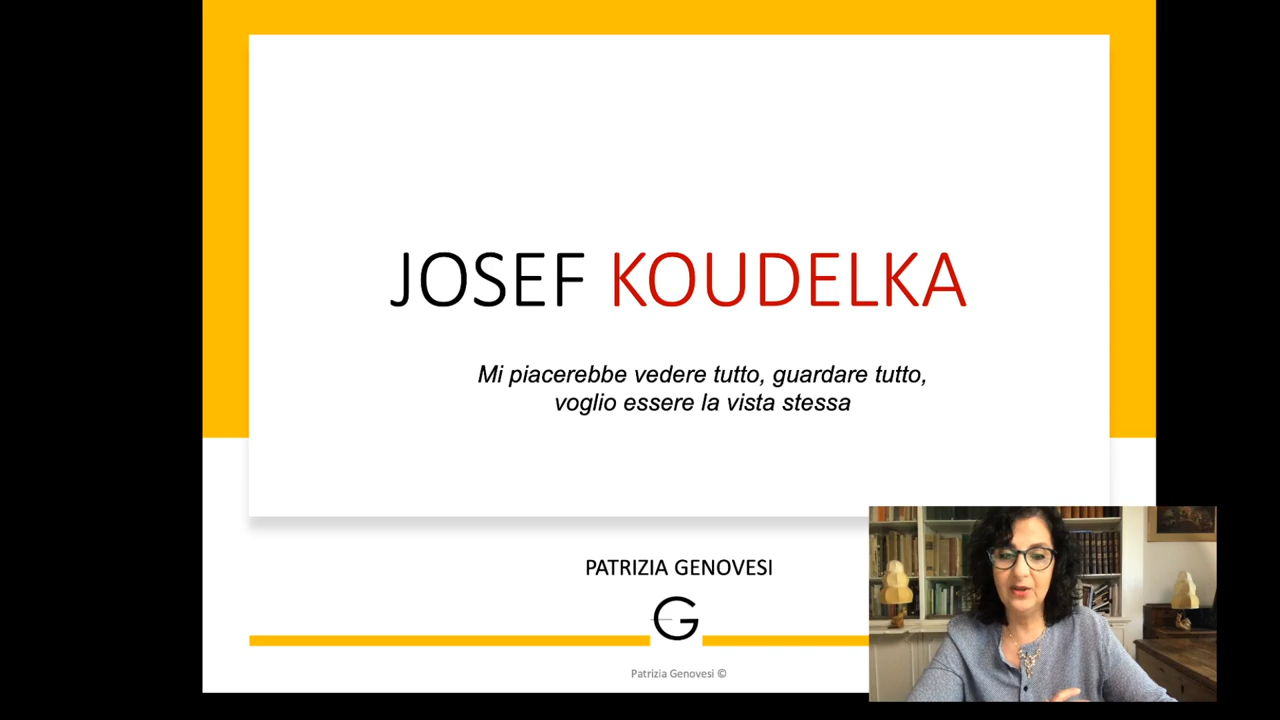 JOSEF KOUDELKA
Mi piacerebbe vedere tutto, guardare tutto,
voglio essere la vista stessa
PATRIZIA GENOVESI
G
Patrizia Genovesi ©